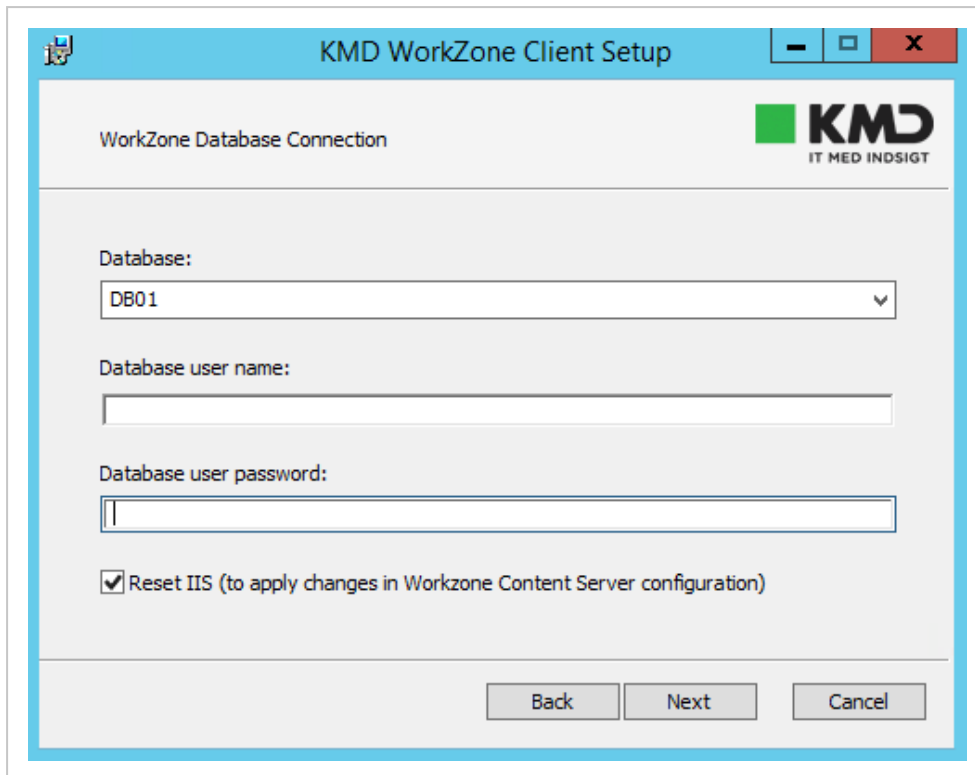 KMD WorkZone Client Setup
WorkZone Database Connection
KMD
IT MED INDSIGT
Database:
DB01
Database user name:
Database user password:
Reset IIS (to apply changes in Workzone Content Server configuration)
Back
Next
Cancel